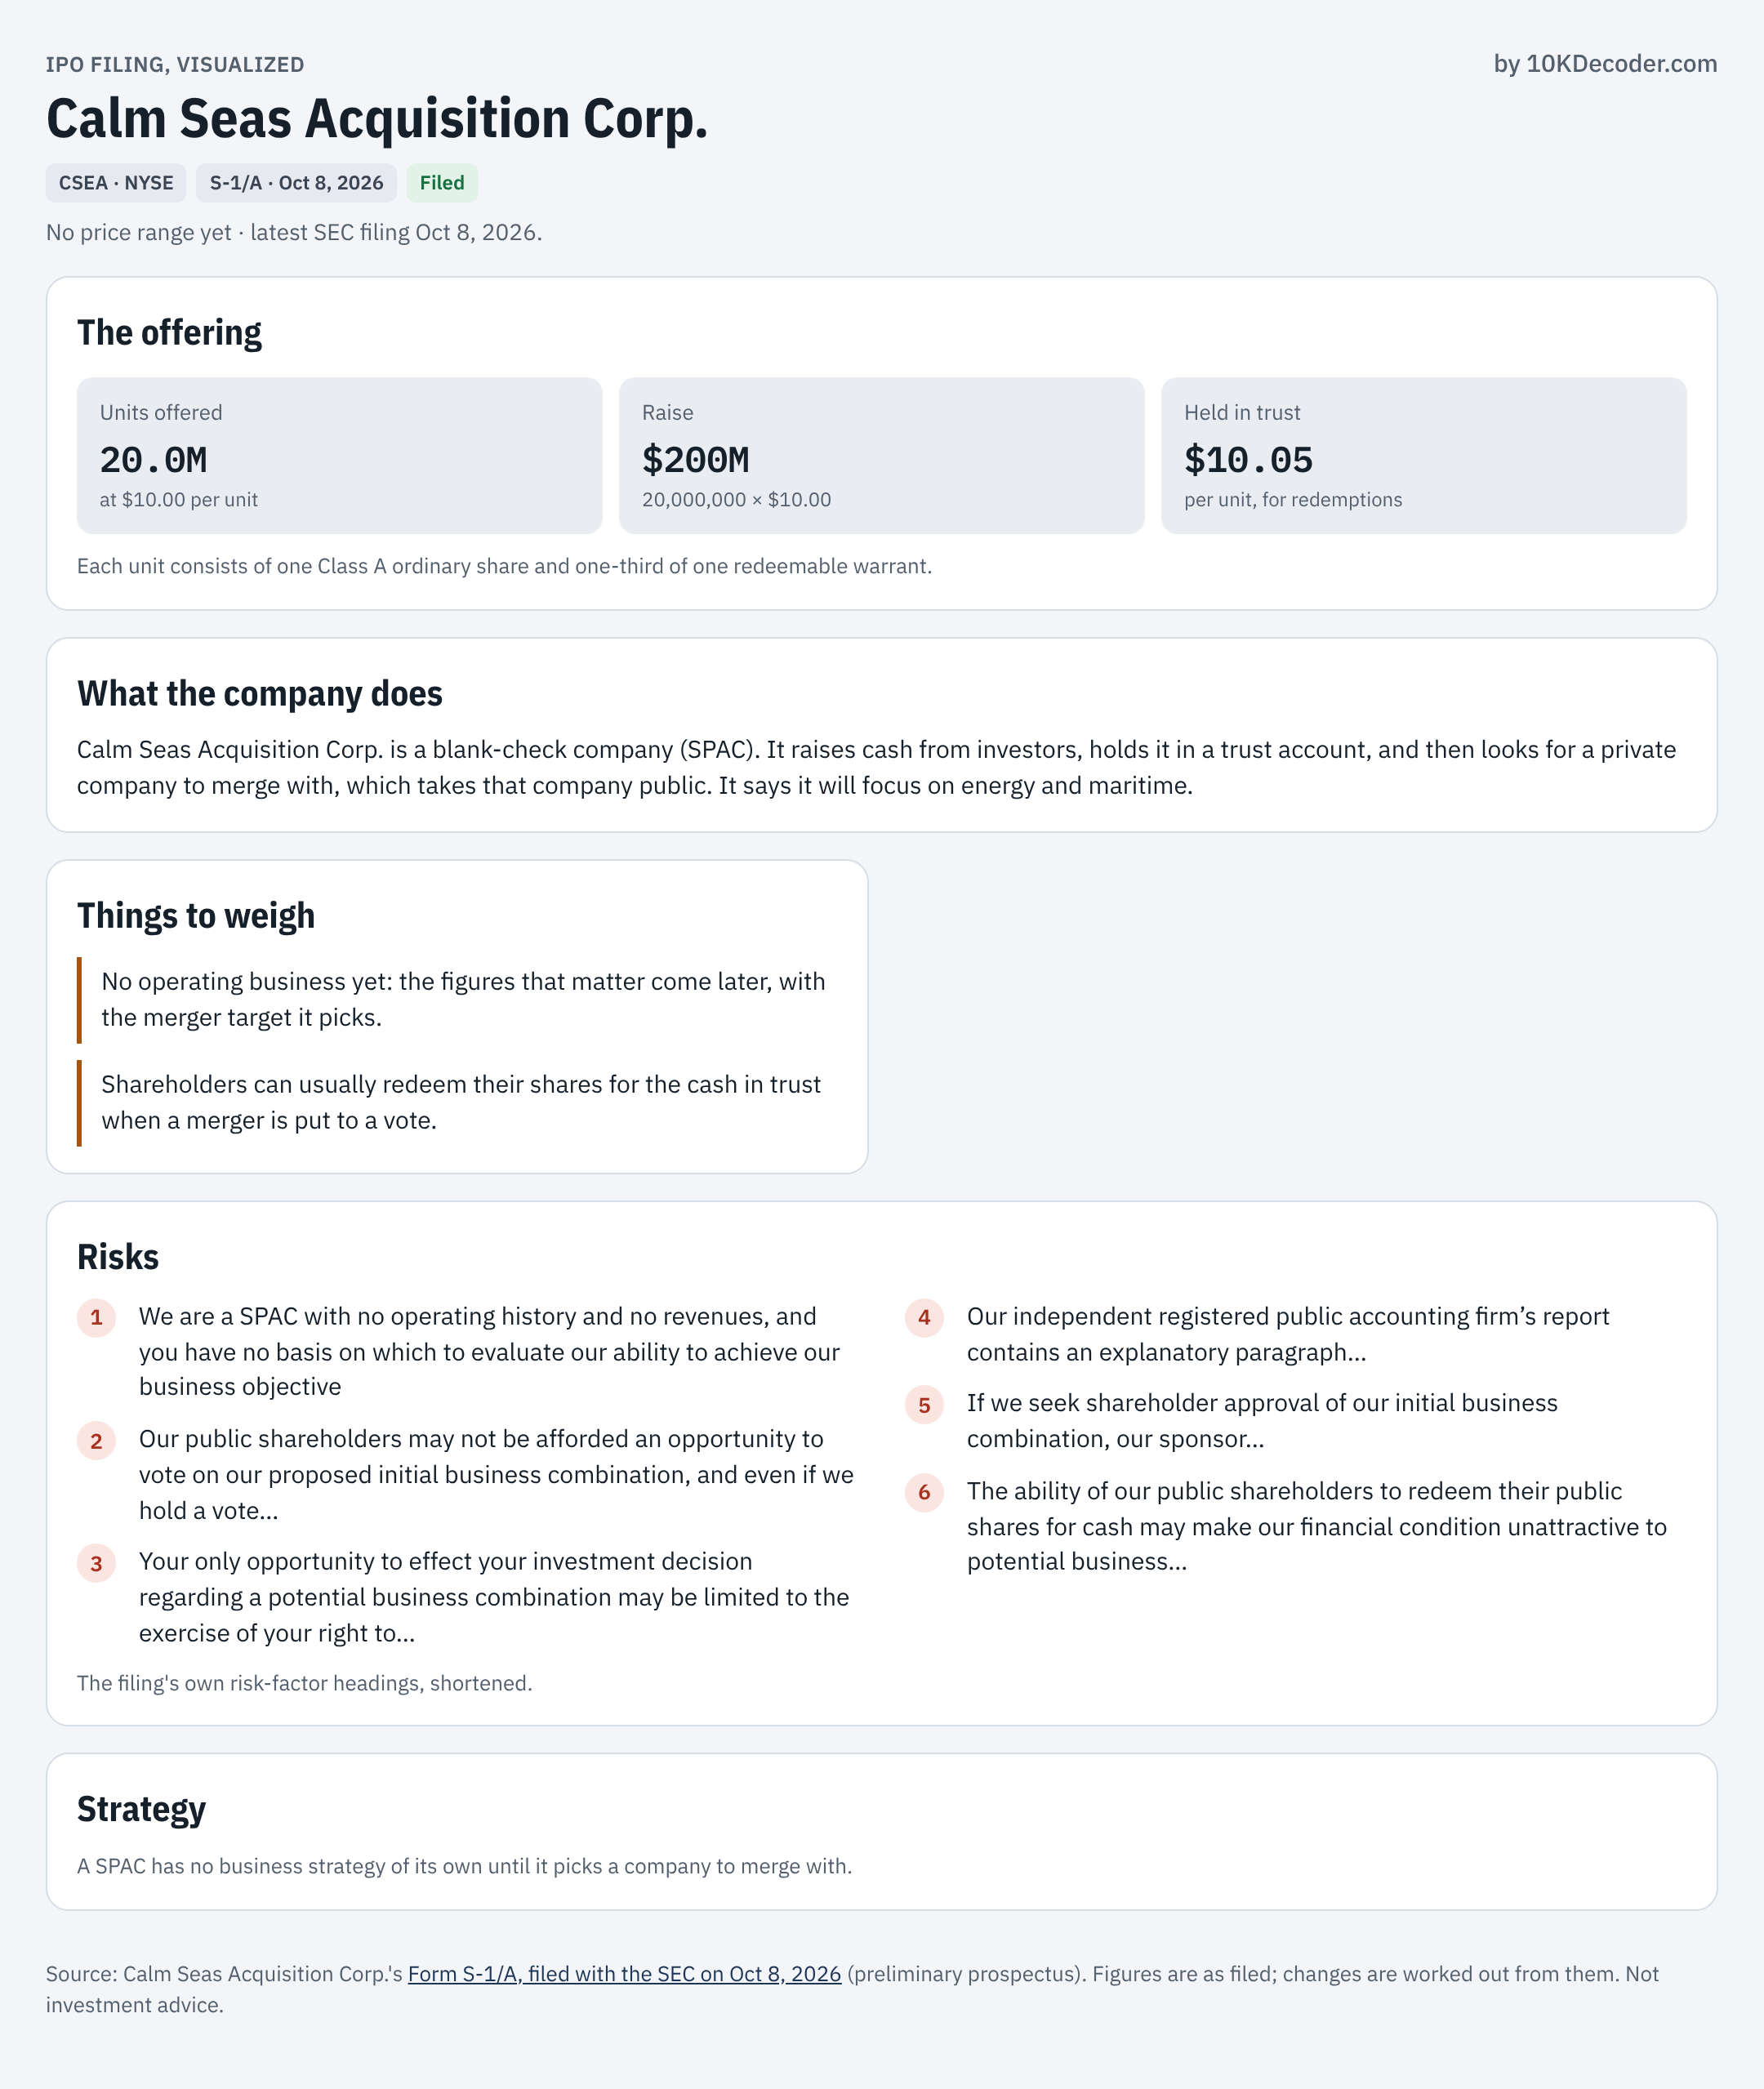 IPO FILING, VISUALIZED
by 10KDecoder.com
Calm Seas Acquisition Corp.
CSEA · NYSE
S-1/A · Oct 8, 2026
Filed
No price range yet · latest SEC filing Oct 8, 2026.
The offering
Units offered
20.0M
at $10.00 per unit
Raise
$200M
20,000,000 × $10.00
Held in trust
$10.05
per unit, for redemptions
Each unit consists of one Class A ordinary share and one-third of one redeemable warrant.
What the company does
Calm Seas Acquisition Corp. is a blank-check company (SPAC). It raises cash from investors, holds it in a trust account, and then looks for a private
company to merge with, which takes that company public. It says it will focus on energy and maritime.
Things to weigh
No operating business yet: the figures that matter come later, with
the merger target it picks.
Shareholders can usually redeem their shares for the cash in trust
when a merger is put to a vote.
Risks
1
We are a SPAC with no operating history and no revenues, and
you have no basis on which to evaluate our ability to achieve our
business objective
2
Our public shareholders may not be afforded an opportunity to
vote on our proposed initial business combination, and even if we
hold a vote…
3
Your only opportunity to effect your investment decision
regarding a potential business combination may be limited to the
exercise of your right to…
4
Our independent registered public accounting firm’s report
contains an explanatory paragraph…
5
If we seek shareholder approval of our initial business
combination, our sponsor…
6
The ability of our public shareholders to redeem their public
shares for cash may make our financial condition unattractive to
potential business…
The filing's own risk-factor headings, shortened.
Strategy
A SPAC has no business strategy of its own until it picks a company to merge with.
Source: Calm Seas Acquisition Corp.'s Form S-1/A, filed with the SEC on Oct 8, 2026 (preliminary prospectus). Figures are as filed; changes are worked out from them. Not
investment advice.